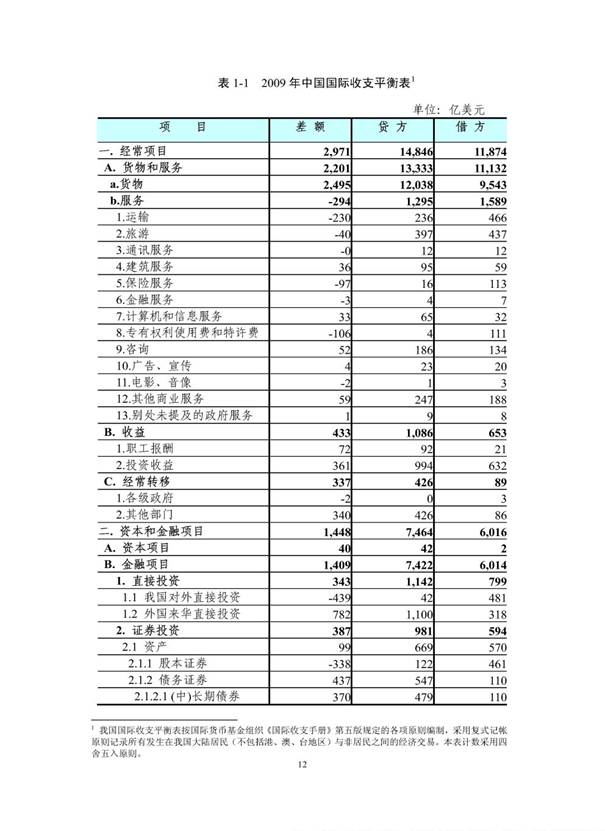 表 1-1 2009 年中国国际收支平衡表1
单位：亿美元
项 目 差 额 贷 方 借 方
一. 经常项目 2,971 14,846 11,874
A. 货物和服务 2,201 13,333 11,132
a.货物 2,495 12,038 9,543
b.服务 -294 1,295 1,589
1.运输 -230 236 466
2.旅游 -40 397 437
3.通讯服务 -0 12 12
4.建筑服务 36 95 59
5.保险服务 -97 16 113
6.金融服务 -3 4 7
7.计算机和信息服务 33 65 32
8.专有权利使用费和特许费 -106 4 111
9.咨询 52 186 134
10.广告、宣传 4 23 20
11.电影、音像 -2 1 3
12.其他商业服务 59 247 188
13.别处未提及的政府服务 1 9 8
B. 收益 433 1,086 653
1.职工报酬 72 92 21
2.投资收益 361 994 632
C. 经常转移 337 426 89
1.各级政府 -2 0 3
2.其他部门 340 426 86
二. 资本和金融项目 1,448 7,464 6,016
A. 资本项目 40 42 2
B. 金融项目 1,409 7,422 6,014
1. 直接投资 343 1,142 799
1.1 我国对外直接投资 -439 42 481
1.2 外国来华直接投资 782 1,100 318
2. 证券投资 387 981 594
2.1 资产 99 669 570
2.1.1 股本证券 -338 122 461
2.1.2 债务证券 437 547 110
2.1.2.1 (中)长期债券 370 479 110
1 我国国际收支平衡表按国际货币基金组织《国际收支手册》第五版规定的各项原则编制，采用复式记帐
原则记录所有发生在我国大陆居民（不包括港、澳、台地区）与非居民之间的经济交易。本表计数采用四
舍五入原则。
12